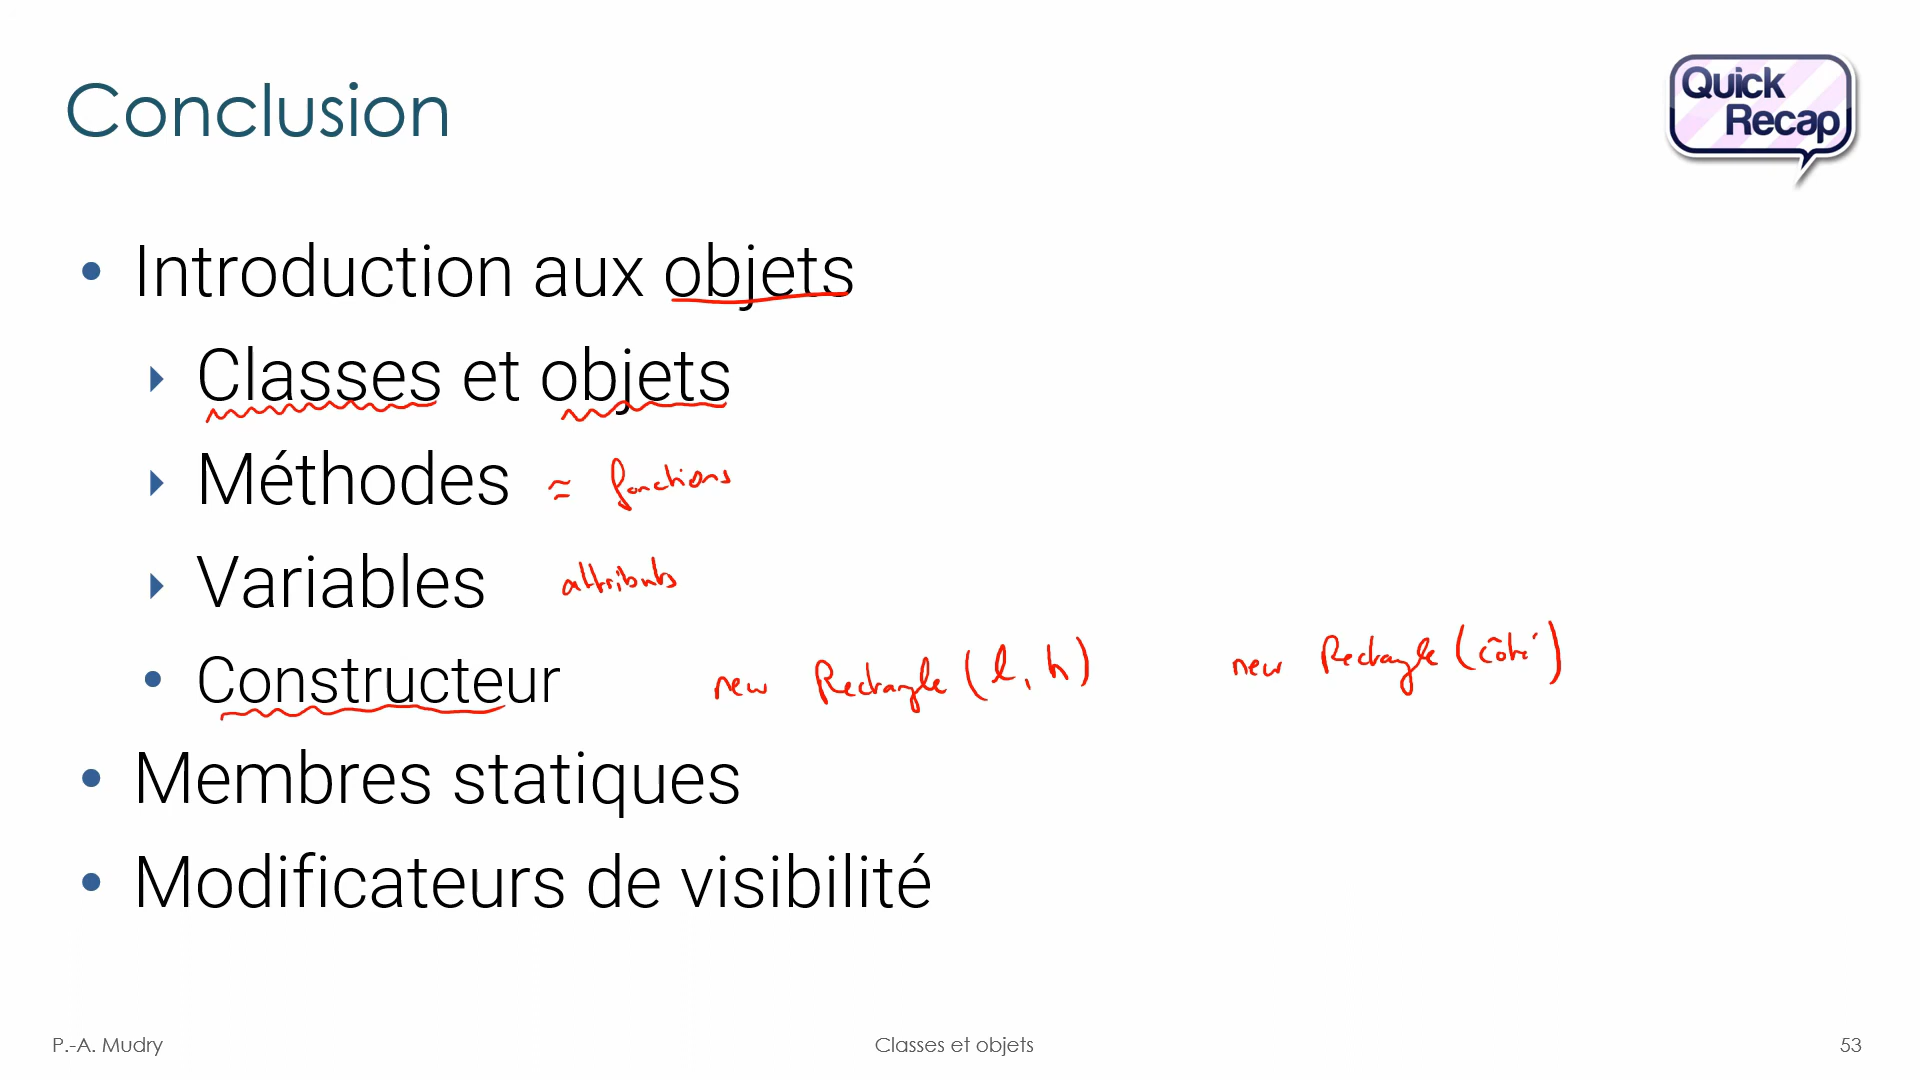 Conclusion
Quick
Recap
• Introduction aux objets
Classes et objets
Méthodes ≈ fonctions
Variables attributs
• Constructeur new Rectangle (l, h) new Rectangle (côté)
• Membres statiques
• Modificateurs de visibilité
P.-A. Mudry Classes et objets 53